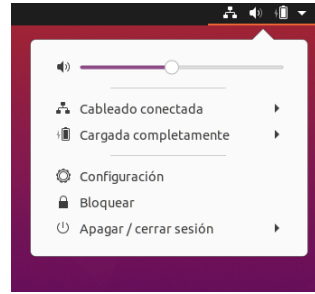 Cableado conectada
Cargada completamente
Configuración
Bloquear
Apagar / cerrar sesión